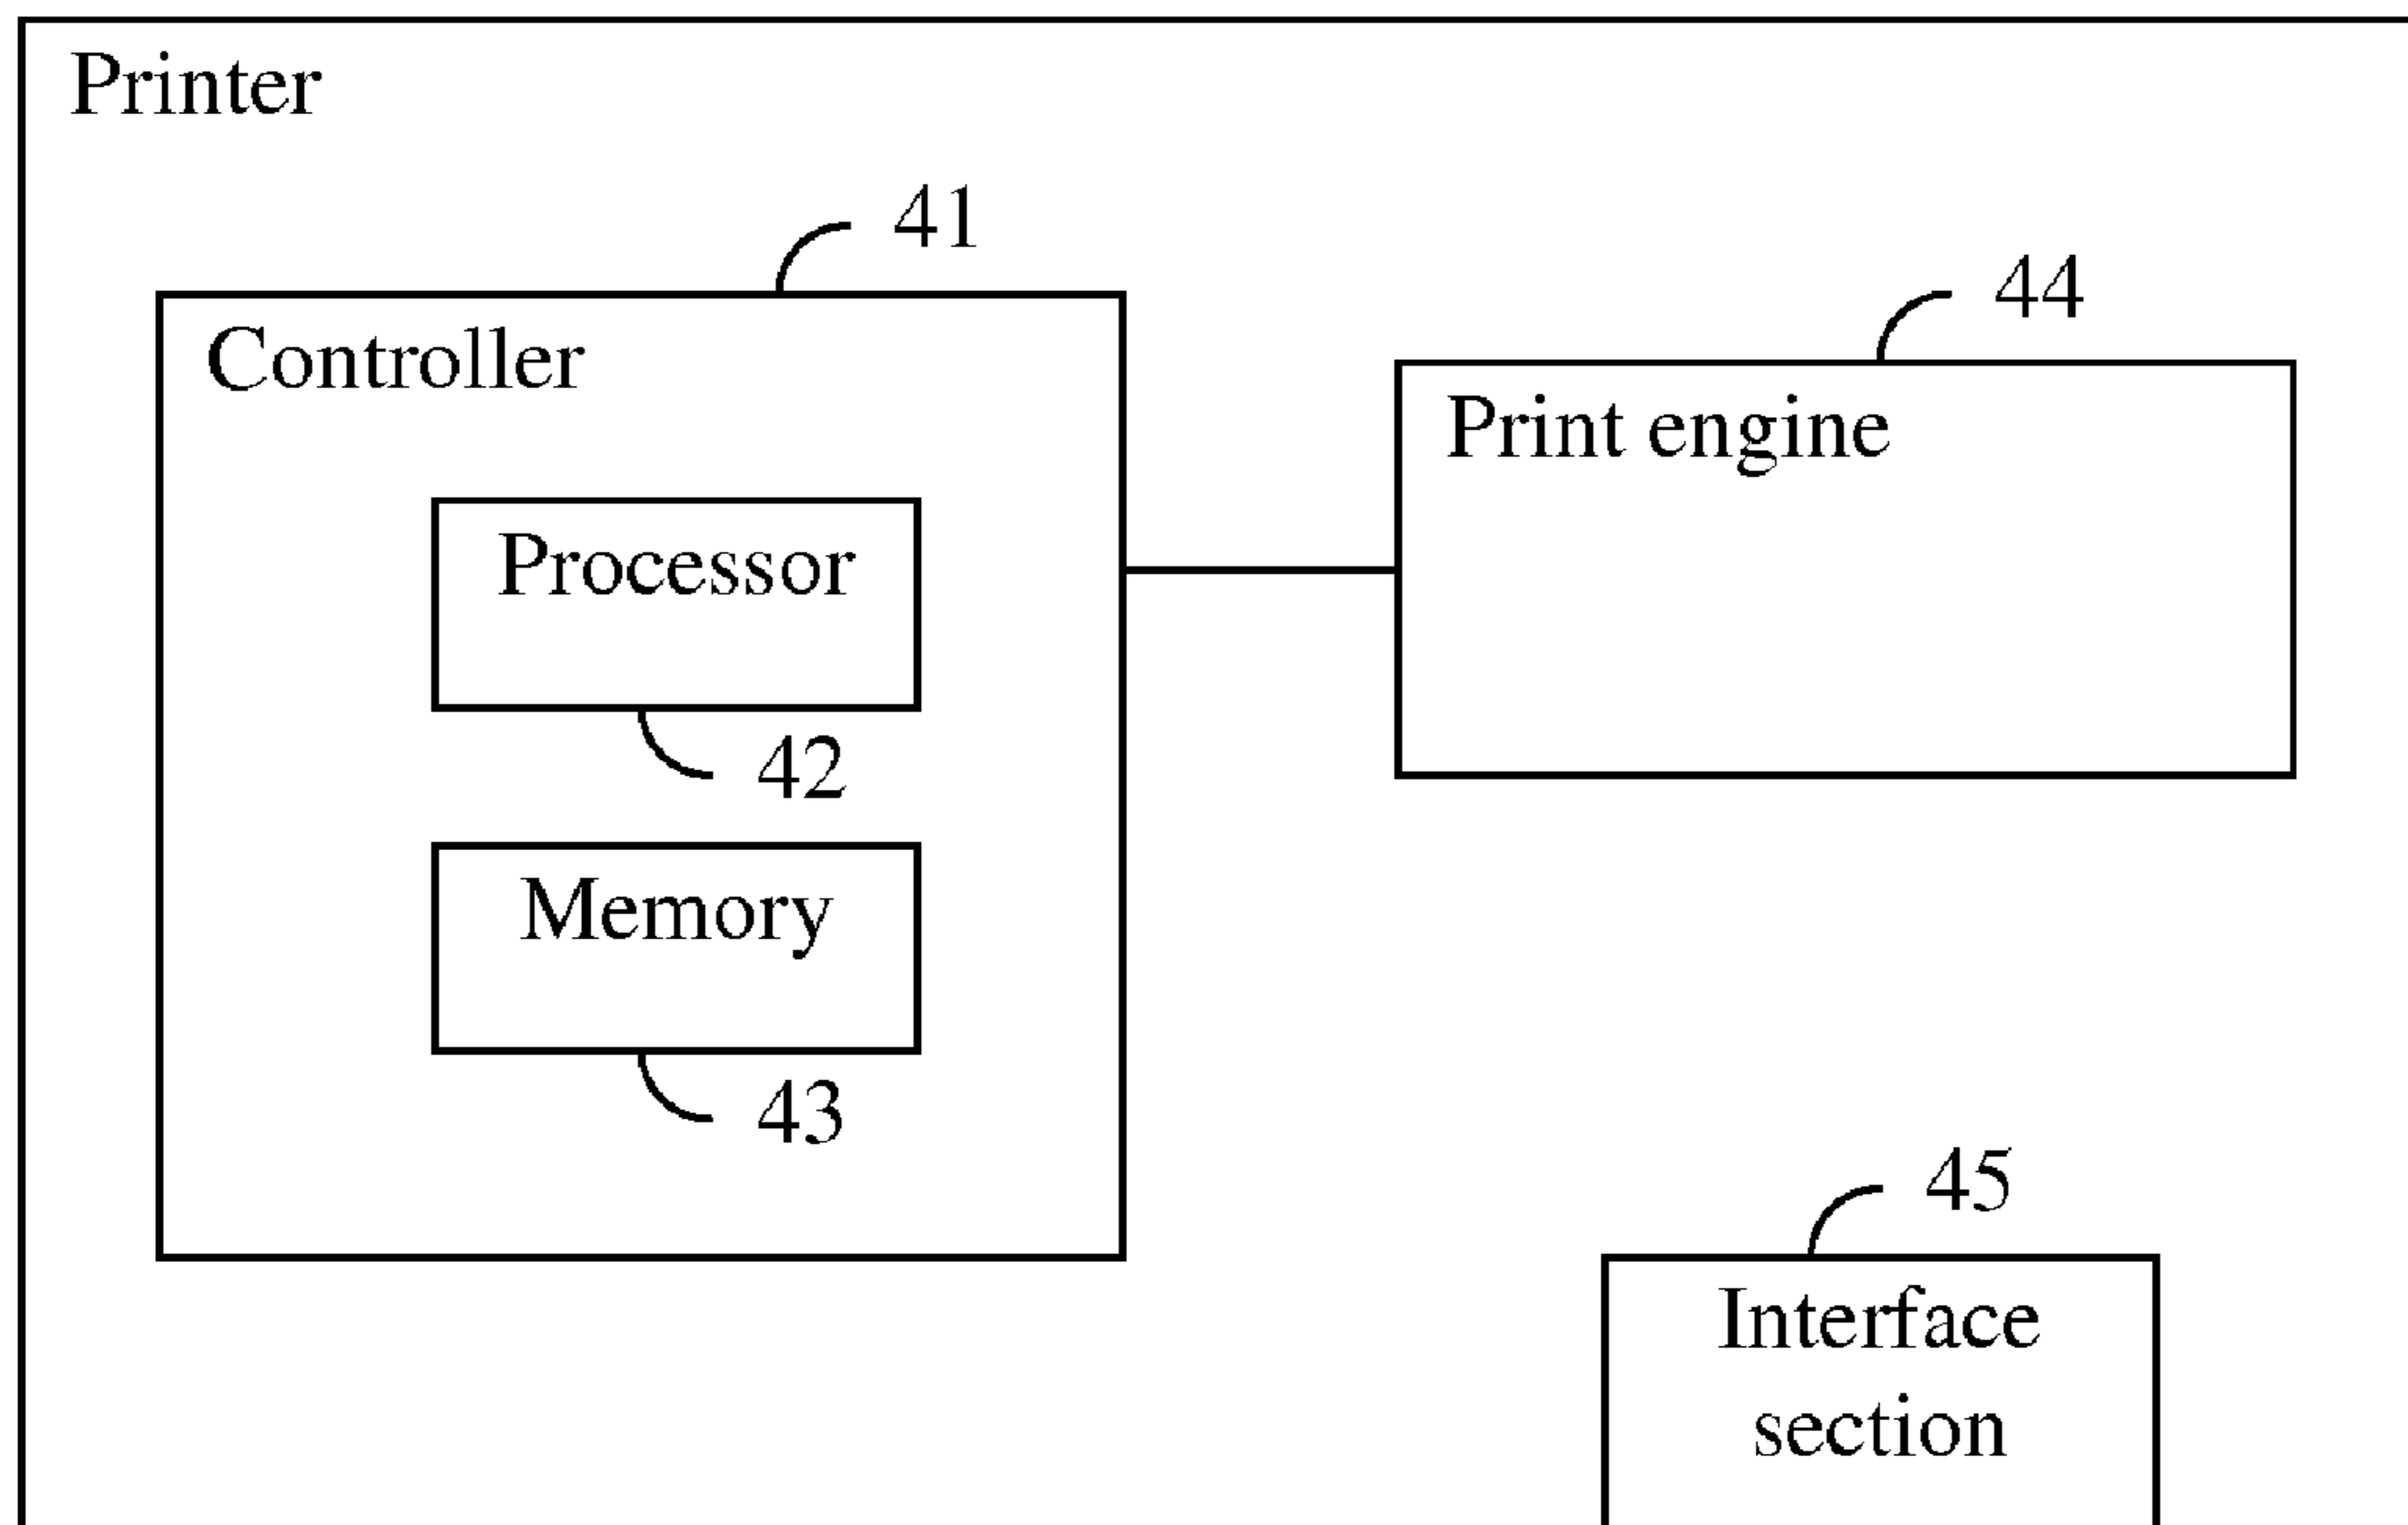 Printer
41
Controller
44
Print engine
Processor
42
Memory
43
45
Interface
section